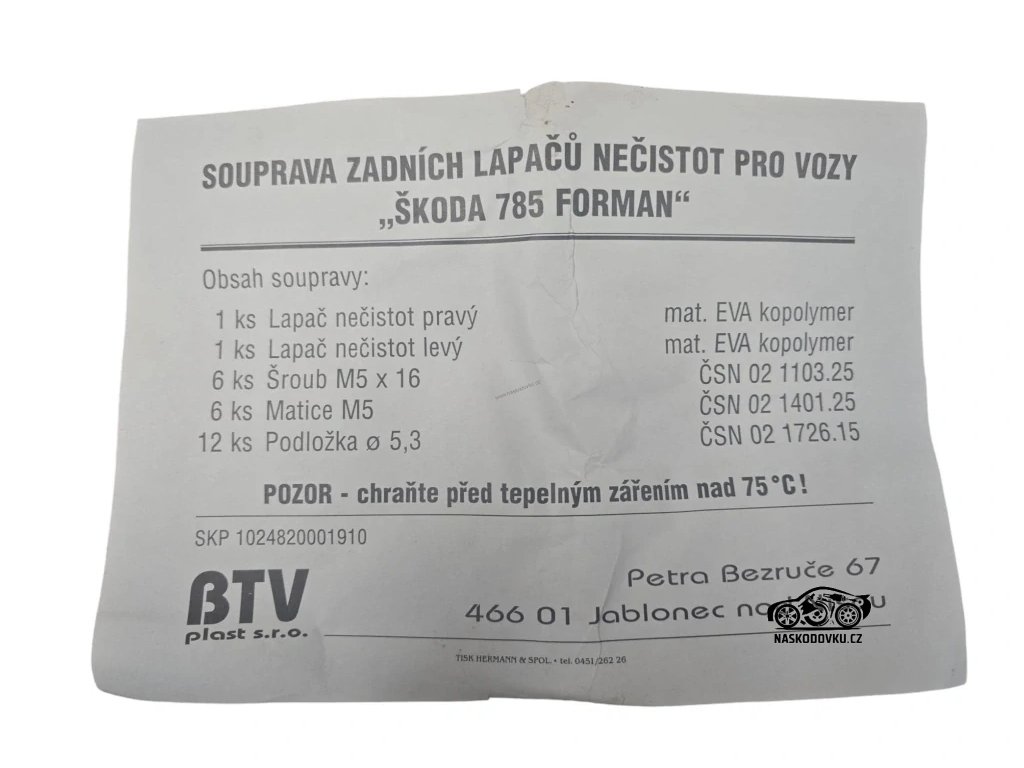 SOUPRAVA ZADNÍCH LAPAČŮ NEČISTOT PRO VOZY
„ŠKODA 785 FORMAN“
Obsah soupravy:
1 ks Lapač nečistot pravý mat. EVA kopolymer
1 ks Lapač nečistot levý mat. EVA kopolymer
6 ks Šroub M5 x 16 ČSN 02 1103.25
6 ks Matice M5 ČSN 02 1401.25
12 ks Podložka ø 5,3 ČSN 02 1726.15
POZOR - chraňte před tepelným zářením nad 75°C!
SKP 1024820001910
BTV
plast s.r.o.
Petra Bezruče 67
466 01 Jablonec
NASKODOVKU.CZ
TISK HERMANN & SPOL. • tel. 0451/262 26